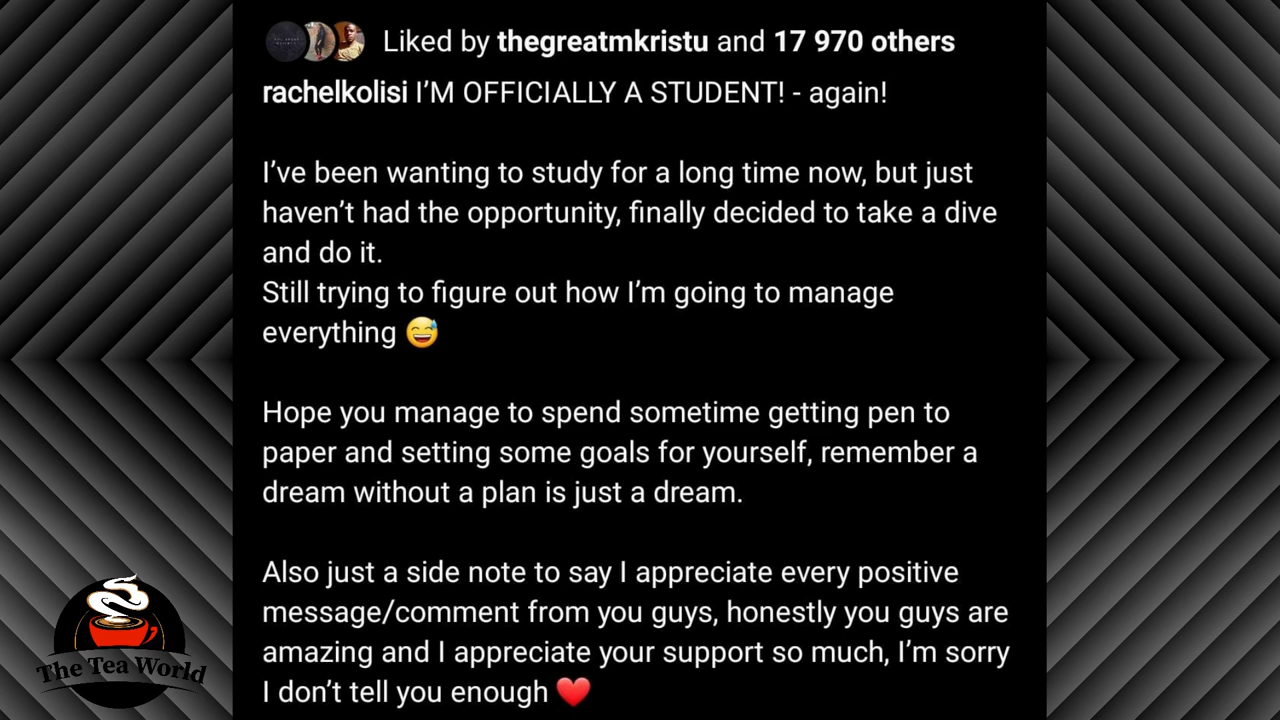 Liked by thegreatmkristu and 17 970 others
rachelkolisi I’M OFFICIALLY A STUDENT! - again!
I’ve been wanting to study for a long time now, but just
haven’t had the opportunity, finally decided to take a dive
and do it.
Still trying to figure out how I’m going to manage
everything 😅
Hope you manage to spend sometime getting pen to
paper and setting some goals for yourself, remember a
dream without a plan is just a dream.
Also just a side note to say I appreciate every positive
message/comment from you guys, honestly you guys are
amazing and I appreciate your support so much, I’m sorry
I don’t tell you enough ❤️
The Tea World